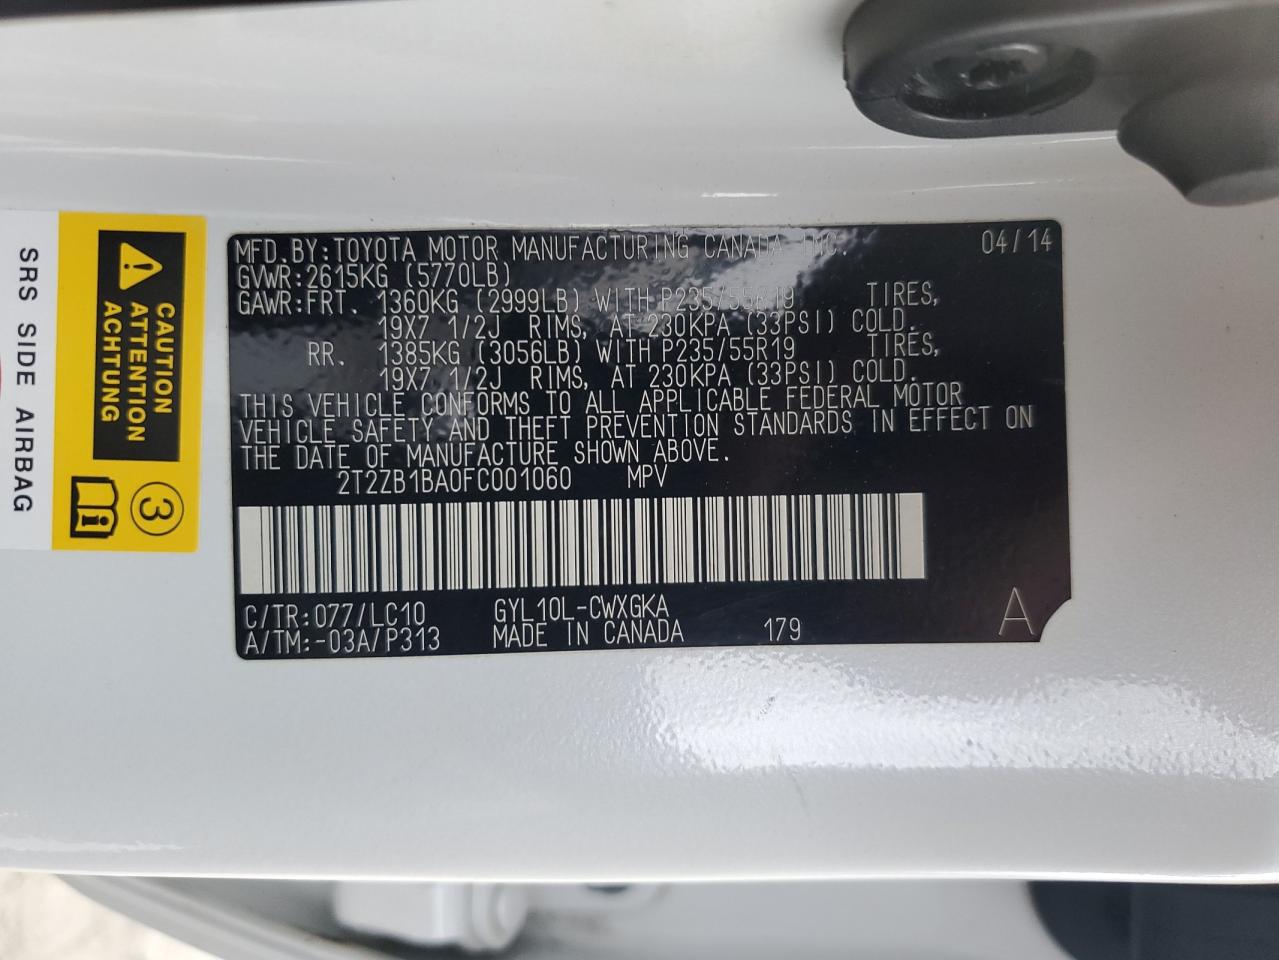 MFD.BY:TOYOTA MOTOR MANUFACTURING CANADA INC. 04/14
GVWR:2615KG (5770LB)
GAWR:FRT. 1360KG (2999LB) WITH P235/55R19 TIRES,
19X7 1/2J RIMS, AT 230KPA (33PSI) COLD.
RR. 1385KG (3056LB) WITH P235/55R19 TIRES,
19X7 1/2J RIMS, AT 230KPA (33PSI) COLD.
THIS VEHICLE CONFORMS TO ALL APPLICABLE FEDERAL MOTOR
VEHICLE SAFETY AND THEFT PREVENTION STANDARDS IN EFFECT ON
THE DATE OF MANUFACTURE SHOWN ABOVE.
2T2ZB1BA0FC001060 MPV
C/TR:077/LC10 GYL10L-CWXGKA
A/TM:-03A/P313 MADE IN CANADA 179
A
CAUTION
ATTENTION
ACHTUNG
3
SRS SIDE AIRBAG